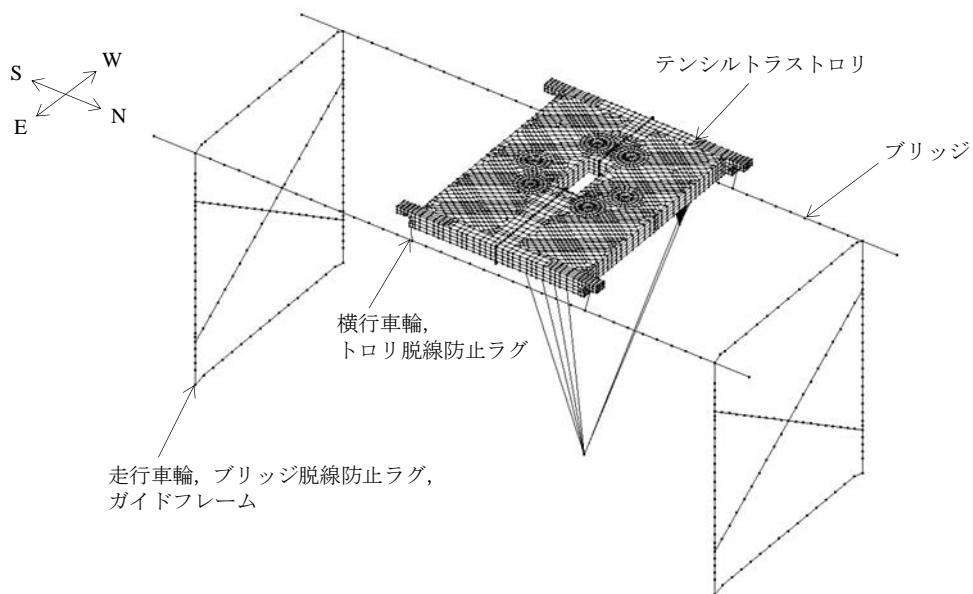 W
S
E
N
テンシルトラストロリ
ブリッジ
横行車輪,
トロリ脱線防止ラグ
走行車輪, ブリッジ脱線防止ラグ,
ガイドフレーム